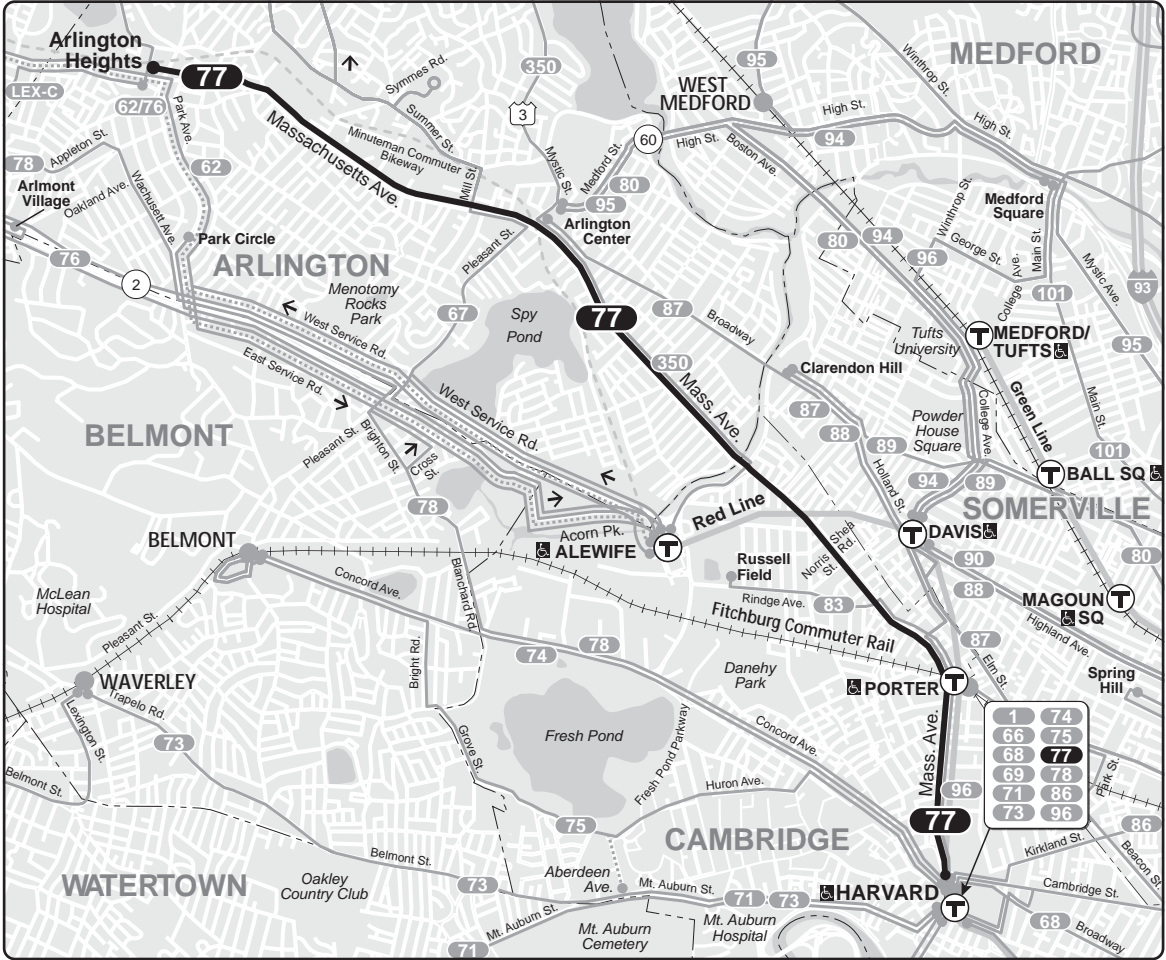 Arlington
Heights
77
LEX-C
62/76
Park Ave.
350
Symmes Rd.
3
Summer St.
95
WEST
MEDFORD
Winthrop St.
MEDFORD
High St.
94
High St.
60
High St.
Boston Ave.
Massachusetts Ave.
Minuteman Commuter
Bikeway
Mill St.
Mystic St.
Medford St.
80
95
Arlington
Center
78
Appleton St.
62
Arlmont
Village
Oakland Ave.
Wachusett Ave.
Park Circle
76
2
ARLINGTON
Menotomy
Rocks
Park
Pleasant St.
67
Spy
Pond
77
87
Broadway
350
Mass. Ave.
80
94
96
Winthrop St.
George St.
Medford
Square
Main St.
College Ave.
101
Mystic Ave.
93
95
Tufts
University
MEDFORD/
TUFTS
Green Line
Main St.
101
BALL SQ
Clarendon Hill
87
88
89
Holland St.
Powder
House
Square
College Ave.
94
89
SOMERVILLE
DAVIS
West Service Rd.
East Service Rd.
West Service Rd.
BELMONT
Pleasant St.
Brighton St.
Cross
St.
78
Acorn Pk.
ALEWIFE
Red Line
Norris
St.
Shea
Rd.
Russell
Field
Rindge Ave.
83
90
88
80
MAGOUN
SQ
Highland Ave.
BELMONT
Concord Ave.
Blanchard Rd.
McLean
Hospital
Pleasant St.
Fitchburg Commuter Rail
87
Elm St.
Spring
Hill
74
78
Bright Rd.
Danehy
Park
PORTER
WAVERLEY
Trapelo Rd.
Lexington St.
73
Belmont St.
Grove St.
Fresh Pond
Fresh Pond Parkway
Concord Ave.
Mass. Ave.
1 74
66 75
68 77
69 78
71 86
73 96
Park St.
Huron Ave.
96
77
75
CAMBRIDGE
86
Kirkland St.
Beacon St.
Belmont St.
WATERTOWN
Oakley
Country Club
73
Aberdeen
Ave.
Mt. Auburn St.
71
73
HARVARD
Cambridge St.
68
Broadway
Mt. Auburn St.
71
Mt. Auburn
Cemetery
Mt. Auburn
Hospital
T
T
T
T
T
T
T